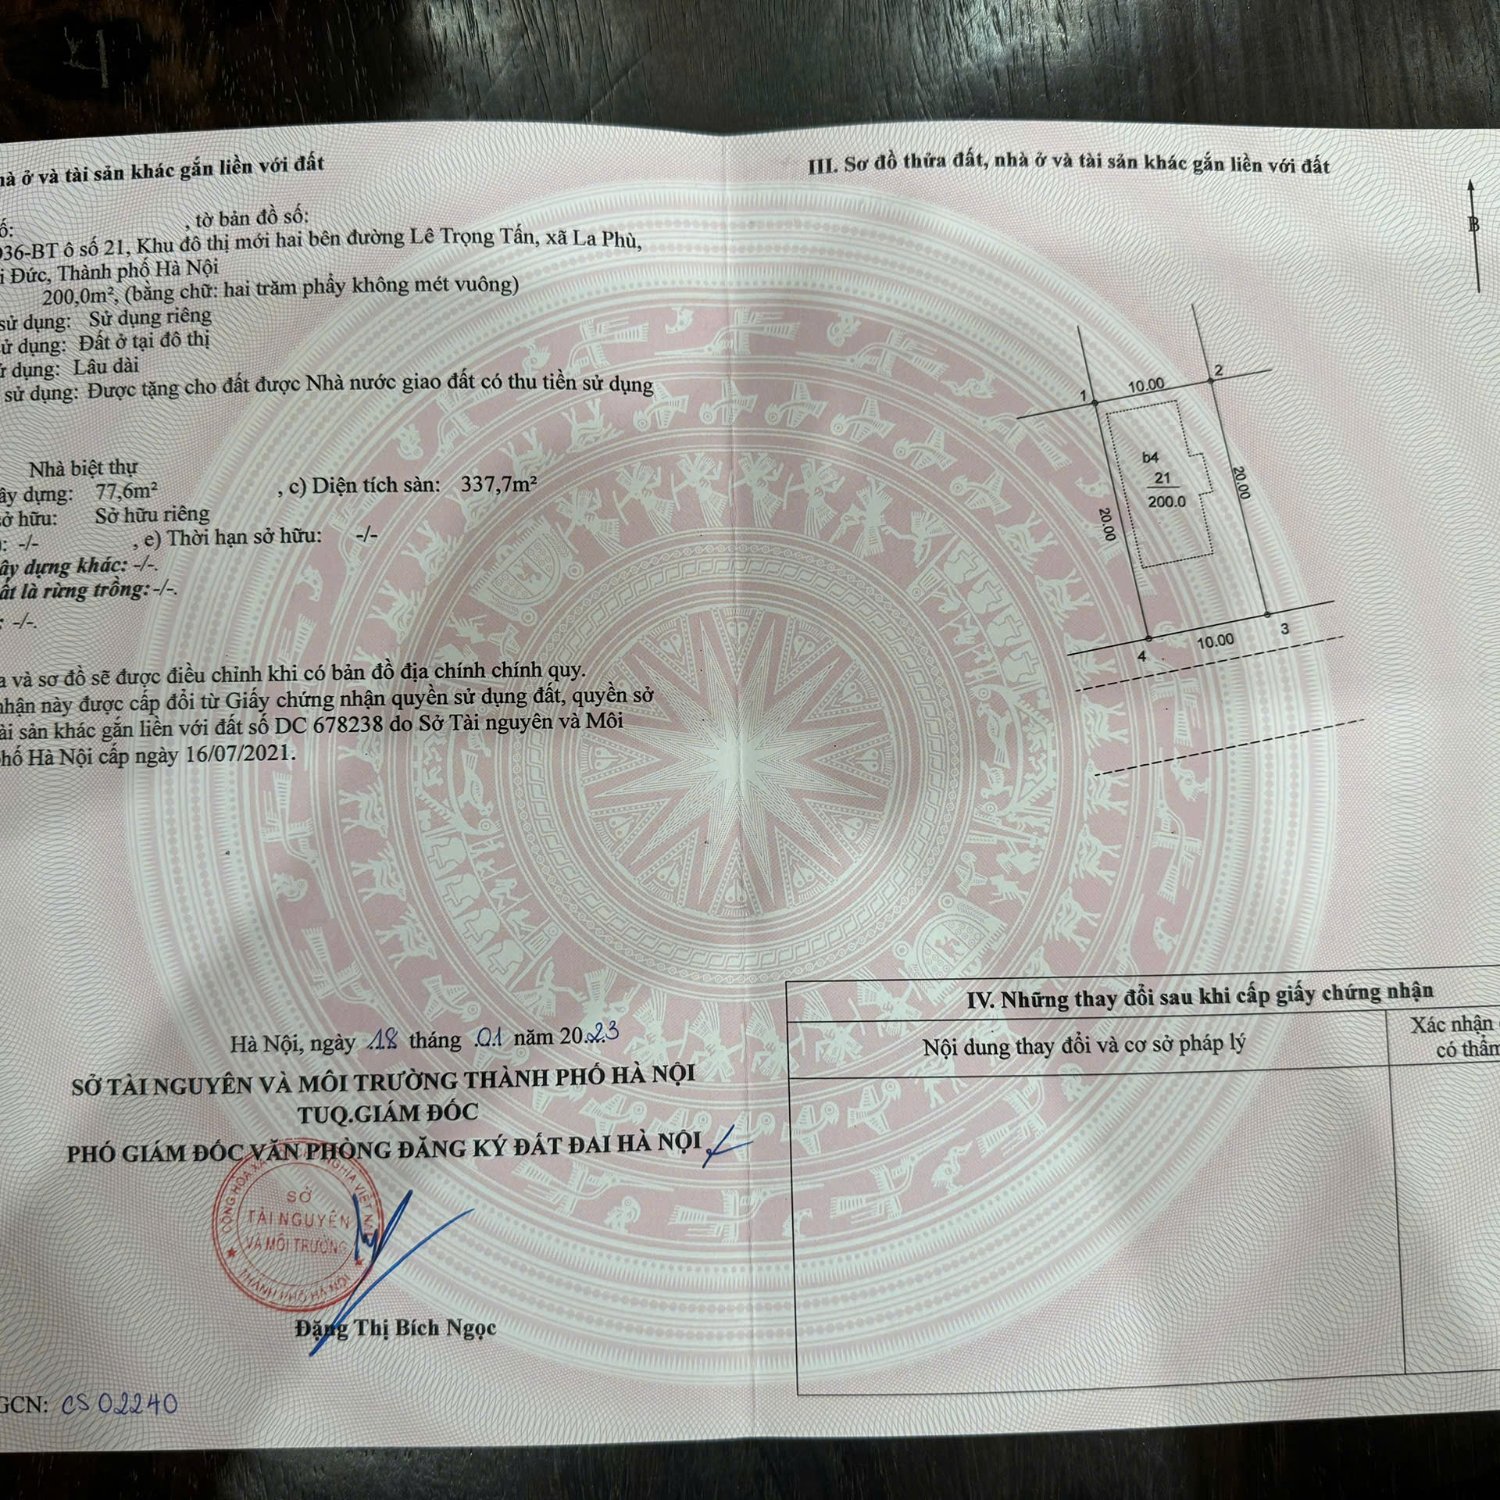 hà ở và tài sản khác gắn liền với đất
ố: , tờ bản đồ số:
036-BT ô số 21, Khu đô thị mới hai bên đường Lê Trọng Tấn, xã La Phù,
i Đức, Thành phố Hà Nội
200,0m², (bằng chữ: hai trăm phẩy không mét vuông)
sử dụng: Sử dụng riêng
ử dụng: Đất ở tại đô thị
ử dụng: Lâu dài
sử dụng: Được tặng cho đất được Nhà nước giao đất có thu tiền sử dụng
Nhà biệt thự
ây dựng: 77,6m² , c) Diện tích sàn: 337,7m²
sở hữu: Sở hữu riêng
: -/- , e) Thời hạn sở hữu: -/-
ây dựng khác: -/-.
ất là rừng trồng: -/-.
: -/-.
a và sơ đồ sẽ được điều chỉnh khi có bản đồ địa chính chính quy.
nhận này được cấp đổi từ Giấy chứng nhận quyền sử dụng đất, quyền sở
ài sản khác gắn liền với đất số DC 678238 do Sở Tài nguyên và Môi
phố Hà Nội cấp ngày 16/07/2021.
Hà Nội, ngày 18 tháng 01 năm 2023
SỞ TÀI NGUYÊN VÀ MÔI TRƯỜNG THÀNH PHỐ HÀ NỘI
TUQ.GIÁM ĐỐC
PHÓ GIÁM ĐỐC VĂN PHÒNG ĐĂNG KÝ ĐẤT ĐAI HÀ NỘI
SỞ
TÀI NGUYÊN
VÀ MÔI TRƯỜNG
Đặng Thị Bích Ngọc
GCN: CS 02240
III. Sơ đồ thửa đất, nhà ở và tài sản khác gắn liền với đất
B
1
10.00
2
b4
21
200.0
20.00
20.00
4
10.00
3
IV. Những thay đổi sau khi cấp giấy chứng nhận
Nội dung thay đổi và cơ sở pháp lý
Xác nhận
có thẩm